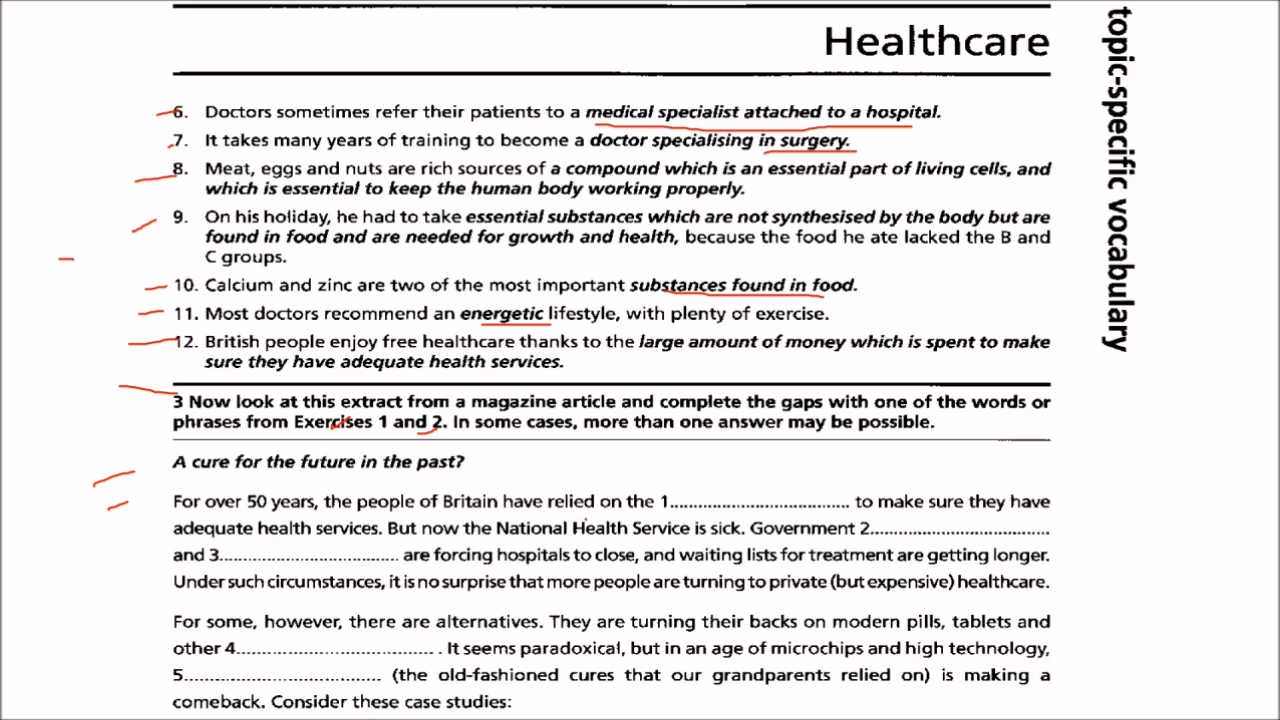 Healthcare
topic-specific vocabulary
6. Doctors sometimes refer their patients to a medical specialist attached to a hospital.
7. It takes many years of training to become a doctor specialising in surgery.
8. Meat, eggs and nuts are rich sources of a compound which is an essential part of living cells, and
which is essential to keep the human body working properly.
9. On his holiday, he had to take essential substances which are not synthesised by the body but are
found in food and are needed for growth and health, because the food he ate lacked the B and
C groups.
10. Calcium and zinc are two of the most important substances found in food.
11. Most doctors recommend an energetic lifestyle, with plenty of exercise.
12. British people enjoy free healthcare thanks to the large amount of money which is spent to make
sure they have adequate health services.
3 Now look at this extract from a magazine article and complete the gaps with one of the words or
phrases from Exercises 1 and 2. In some cases, more than one answer may be possible.
A cure for the future in the past?
For over 50 years, the people of Britain have relied on the 1.................................... to make sure they have
adequate health services. But now the National Health Service is sick. Government 2....................................
and 3.................................... are forcing hospitals to close, and waiting lists for treatment are getting longer.
Under such circumstances, it is no surprise that more people are turning to private (but expensive) healthcare.
For some, however, there are alternatives. They are turning their backs on modern pills, tablets and
other 4.................................... . It seems paradoxical, but in an age of microchips and high technology,
5.................................... (the old-fashioned cures that our grandparents relied on) is making a
comeback. Consider these case studies: